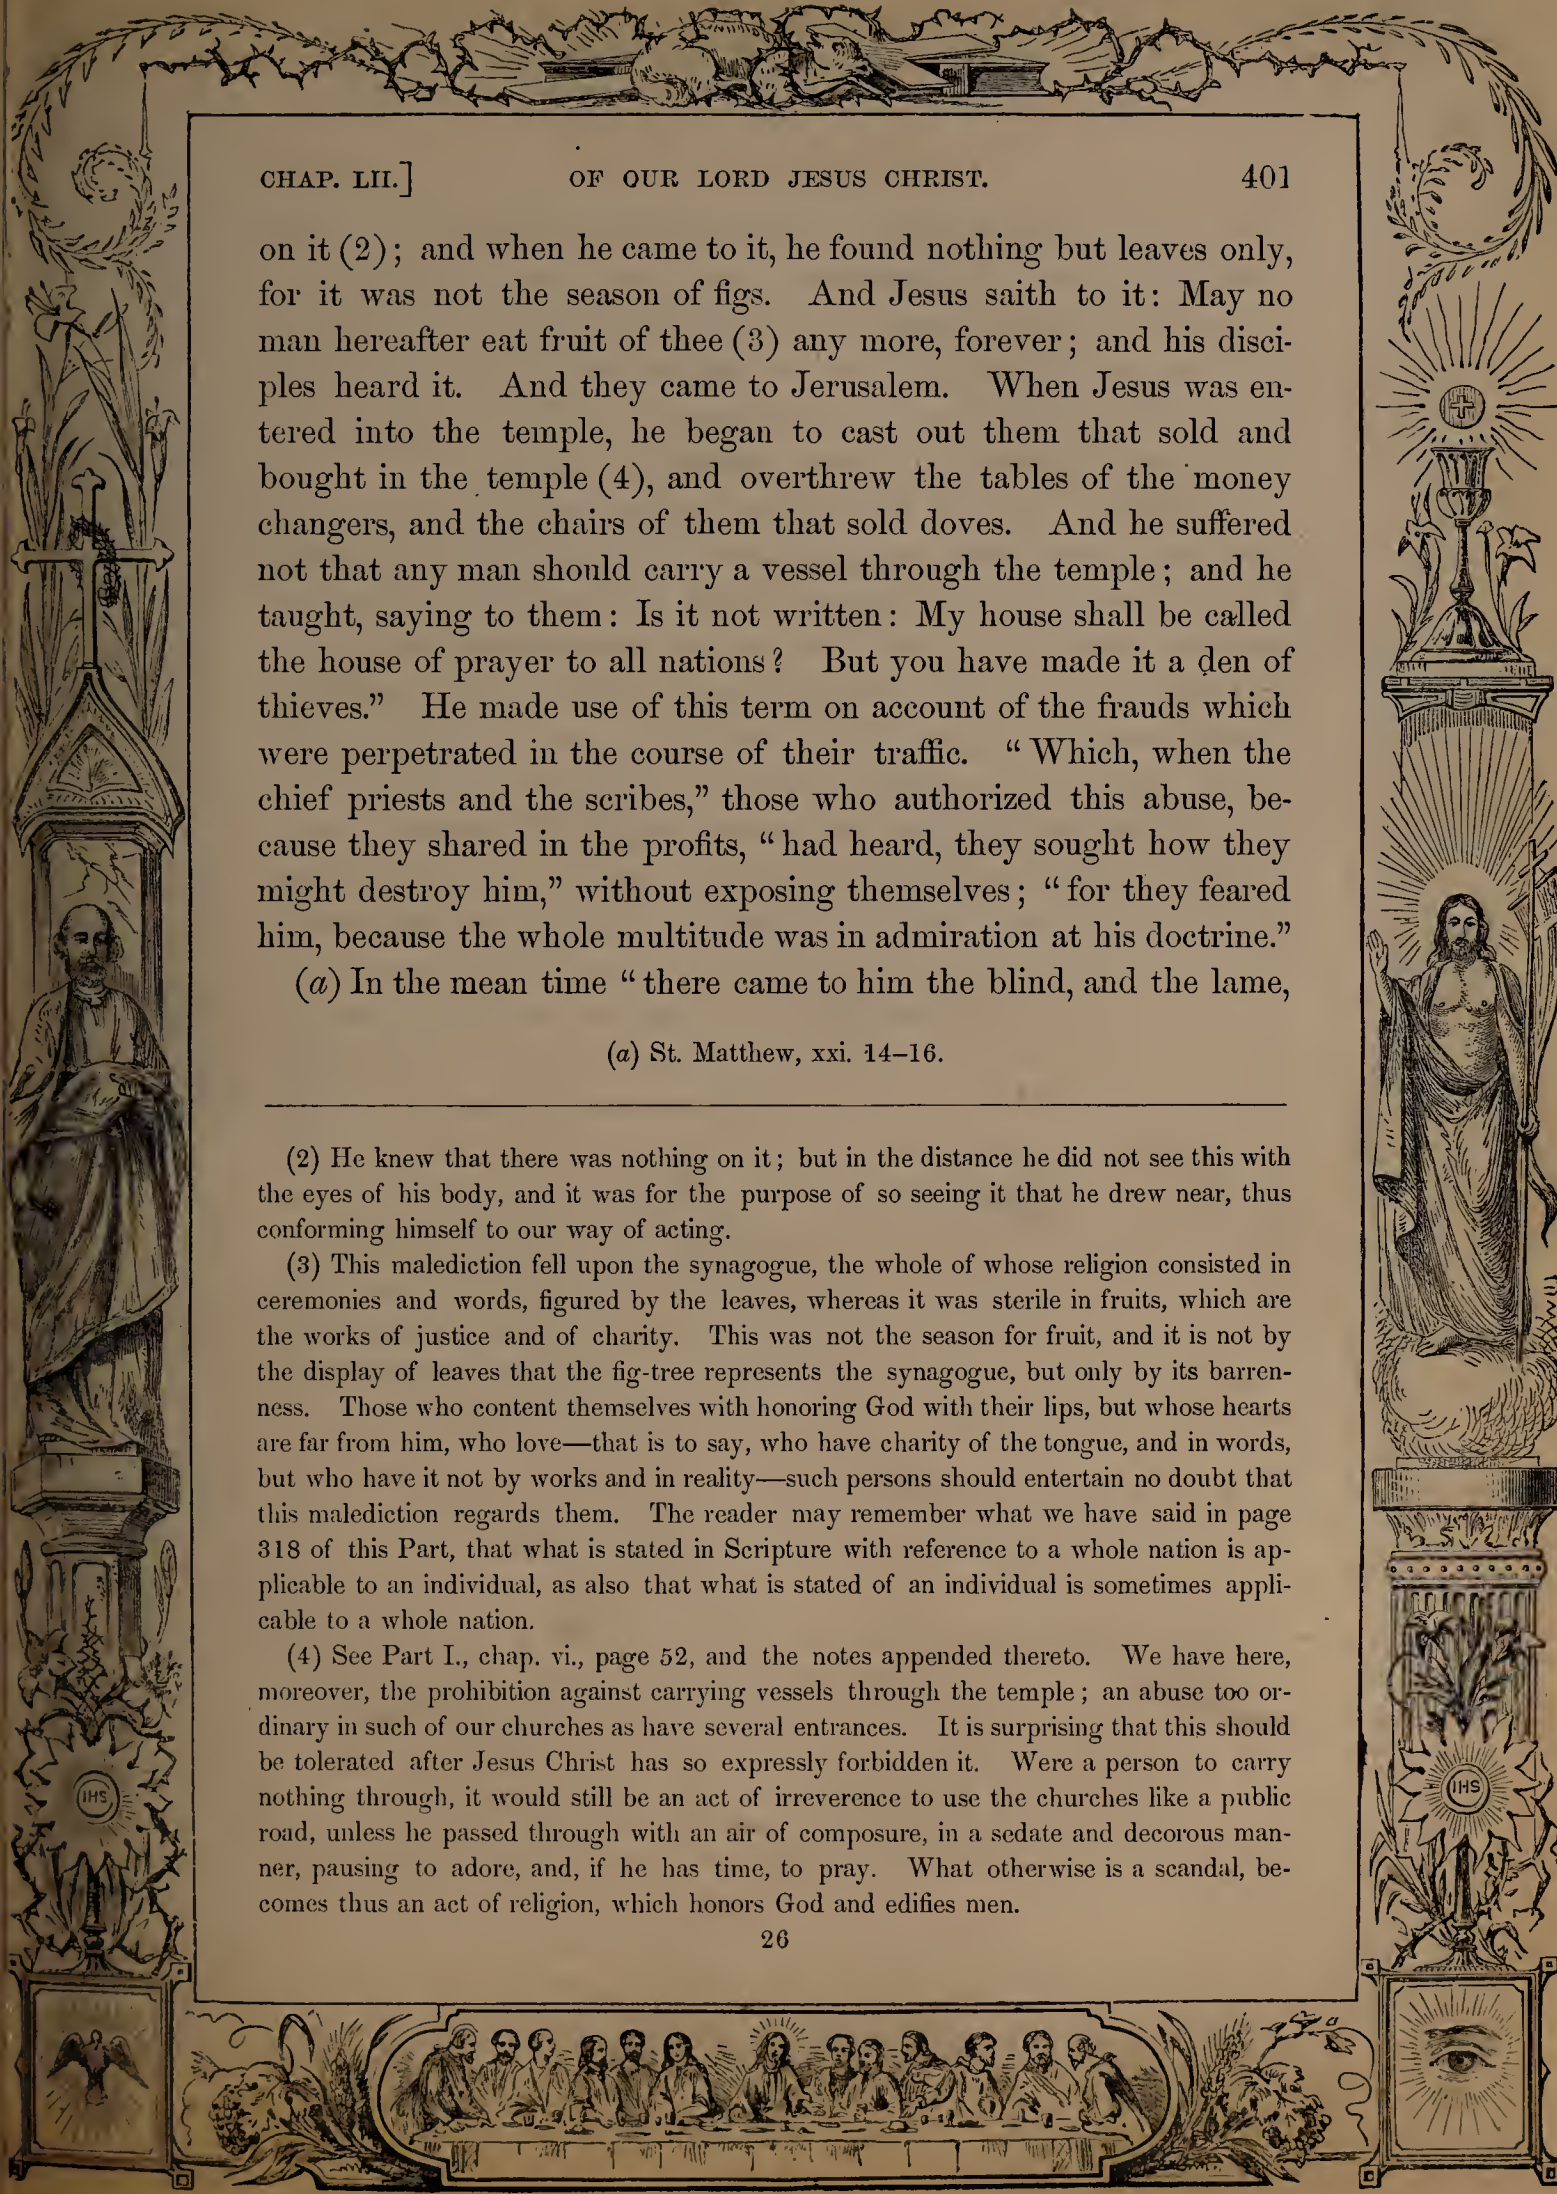 CHAP. LII.] OF OUR LORD JESUS CHRIST. 401
on it (2); and when he came to it, he found nothing but leaves only,
for it was not the season of figs. And Jesus saith to it: May no
man hereafter eat fruit of thee (3) any more, forever; and his disci-
ples heard it. And they came to Jerusalem. When Jesus was en-
tered into the temple, he began to cast out them that sold and
bought in the temple (4), and overthrew the tables of the money
changers, and the chairs of them that sold doves. And he suffered
not that any man should carry a vessel through the temple; and he
taught, saying to them: Is it not written: My house shall be called
the house of prayer to all nations? But you have made it a den of
thieves.” He made use of this term on account of the frauds which
were perpetrated in the course of their traffic. “Which, when the
chief priests and the scribes,” those who authorized this abuse, be-
cause they shared in the profits, “had heard, they sought how they
might destroy him,” without exposing themselves; “for they feared
him, because the whole multitude was in admiration at his doctrine.”
(a) In the mean time “there came to him the blind, and the lame,
(a) St. Matthew, xxi. 14–16.
(2) He knew that there was nothing on it; but in the distance he did not see this with
the eyes of his body, and it was for the purpose of so seeing it that he drew near, thus
conforming himself to our way of acting.
(3) This malediction fell upon the synagogue, the whole of whose religion consisted in
ceremonies and words, figured by the leaves, whereas it was sterile in fruits, which are
the works of justice and of charity. This was not the season for fruit, and it is not by
the display of leaves that the fig-tree represents the synagogue, but only by its barren-
ness. Those who content themselves with honoring God with their lips, but whose hearts
are far from him, who love—that is to say, who have charity of the tongue, and in words,
but who have it not by works and in reality—such persons should entertain no doubt that
this malediction regards them. The reader may remember what we have said in page
318 of this Part, that what is stated in Scripture with reference to a whole nation is ap-
plicable to an individual, as also that what is stated of an individual is sometimes appli-
cable to a whole nation.
(4) See Part I., chap. vi., page 52, and the notes appended thereto. We have here,
moreover, the prohibition against carrying vessels through the temple; an abuse too or-
dinary in such of our churches as have several entrances. It is surprising that this should
be tolerated after Jesus Christ has so expressly forbidden it. Were a person to carry
nothing through, it would still be an act of irreverence to use the churches like a public
road, unless he passed through with an air of composure, in a sedate and decorous man-
ner, pausing to adore, and, if he has time, to pray. What otherwise is a scandal, be-
comes thus an act of religion, which honors God and edifies men.
26
IHS
IHS